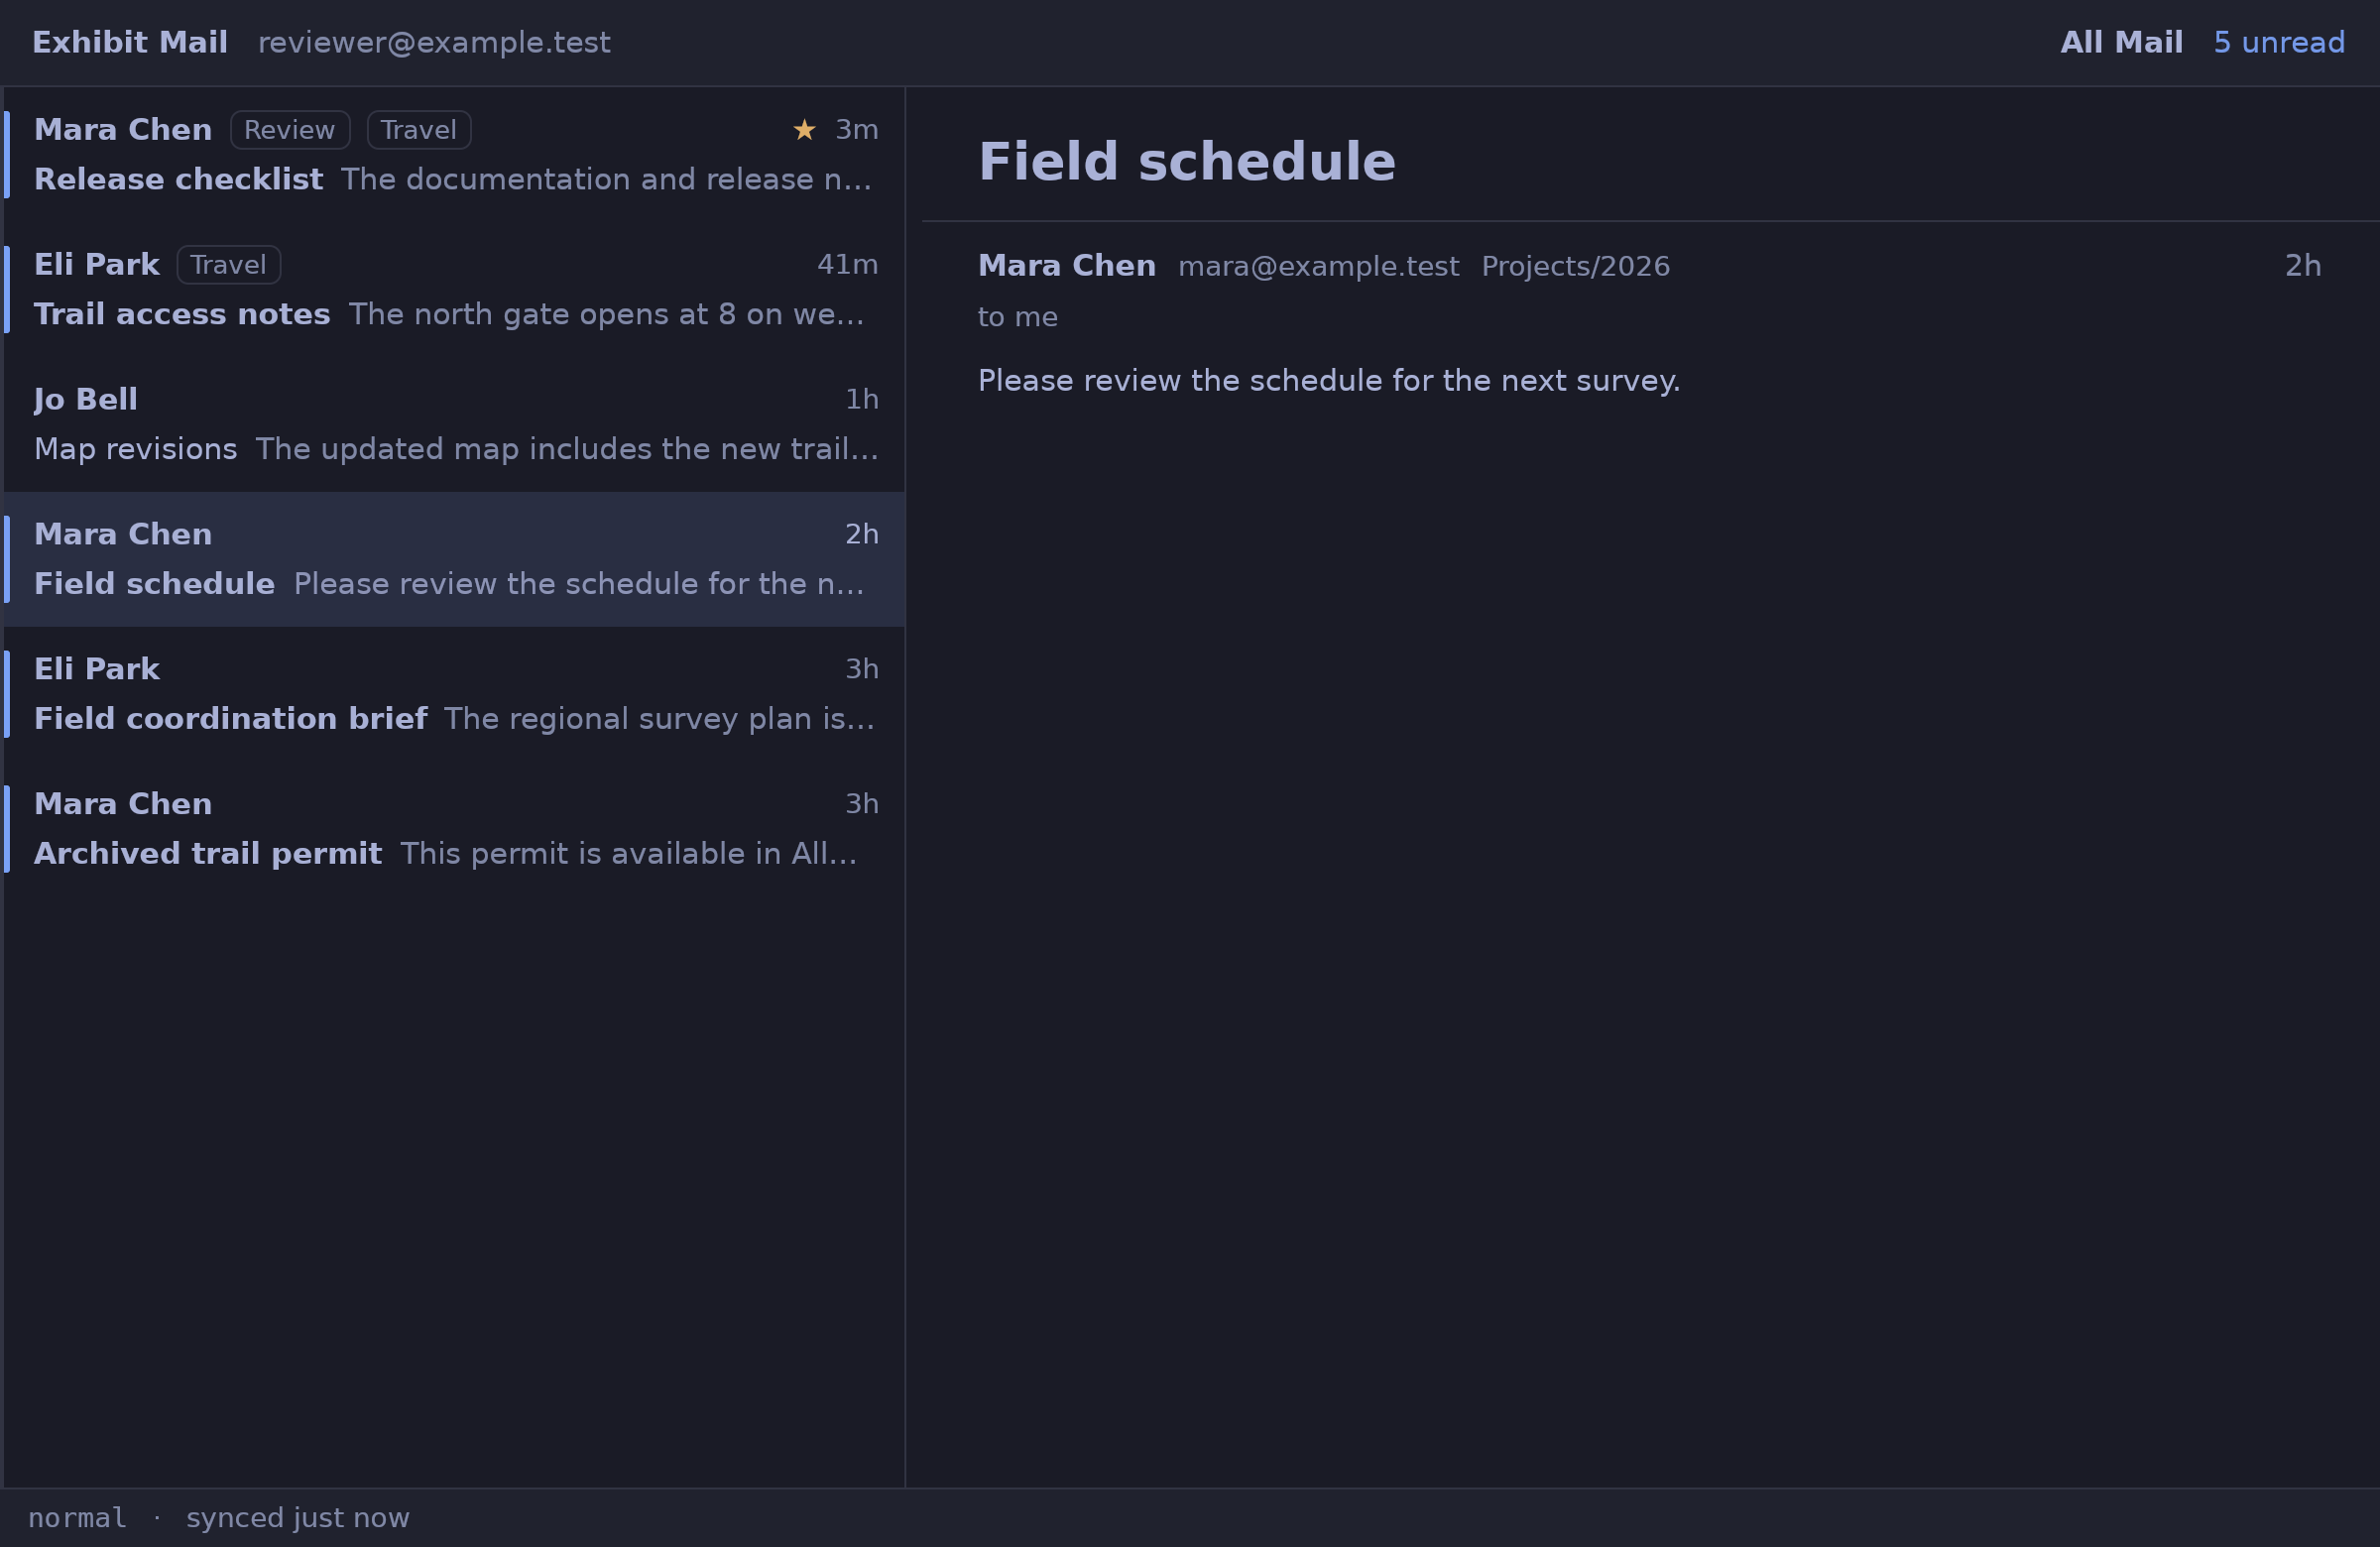 Exhibit Mail reviewer@example.test All Mail 5 unread
Mara Chen Review Travel ★ 3m
Release checklist The documentation and release n…
Eli Park Travel 41m
Trail access notes The north gate opens at 8 on we…
Jo Bell 1h
Map revisions The updated map includes the new trail…
Mara Chen 2h
Field schedule Please review the schedule for the n…
Eli Park 3h
Field coordination brief The regional survey plan is…
Mara Chen 3h
Archived trail permit This permit is available in All…
Field schedule
Mara Chen mara@example.test Projects/2026 2h
to me
Please review the schedule for the next survey.
normal · synced just now